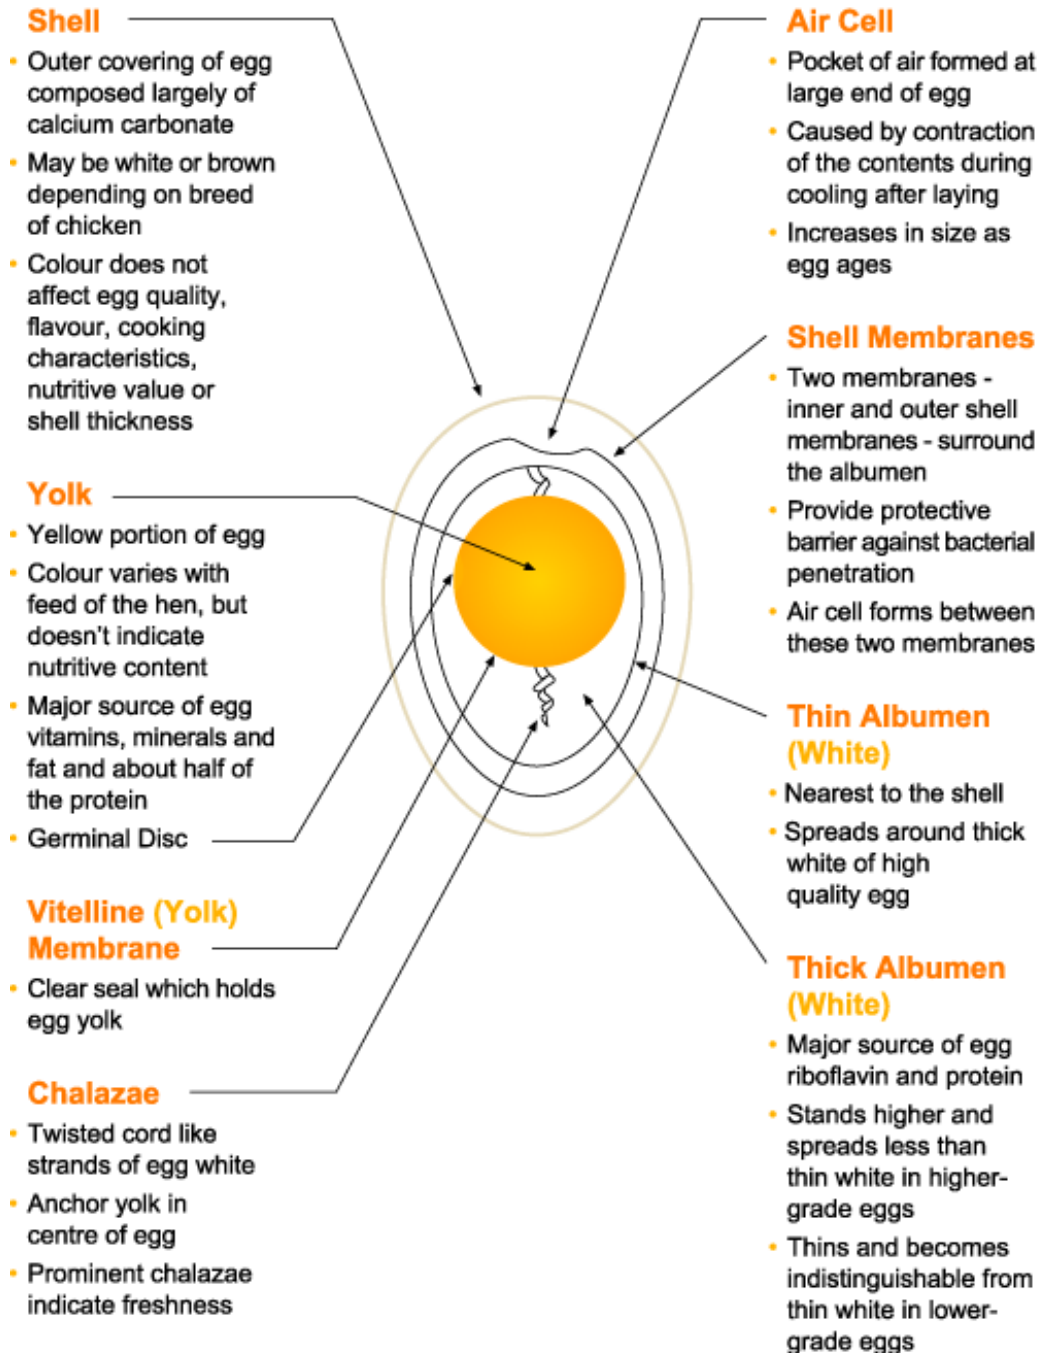 Shell
• Outer covering of egg
composed largely of
calcium carbonate
• May be white or brown
depending on breed
of chicken
• Colour does not
affect egg quality,
flavour, cooking
characteristics,
nutritive value or
shell thickness
Yolk
• Yellow portion of egg
• Colour varies with
feed of the hen, but
doesn't indicate
nutritive content
• Major source of egg
vitamins, minerals and
fat and about half of
the protein
• Germinal Disc
Vitelline (Yolk)
Membrane
• Clear seal which holds
egg yolk
Chalazae
• Twisted cord like
strands of egg white
• Anchor yolk in
centre of egg
• Prominent chalazae
indicate freshness
Air Cell
• Pocket of air formed at
large end of egg
• Caused by contraction
of the contents during
cooling after laying
• Increases in size as
egg ages
Shell Membranes
• Two membranes -
inner and outer shell
membranes - surround
the albumen
• Provide protective
barrier against bacterial
penetration
• Air cell forms between
these two membranes
Thin Albumen
(White)
• Nearest to the shell
• Spreads around thick
white of high
quality egg
Thick Albumen
(White)
• Major source of egg
riboflavin and protein
• Stands higher and
spreads less than
thin white in higher-
grade eggs
• Thins and becomes
indistinguishable from
thin white in lower-
grade eggs